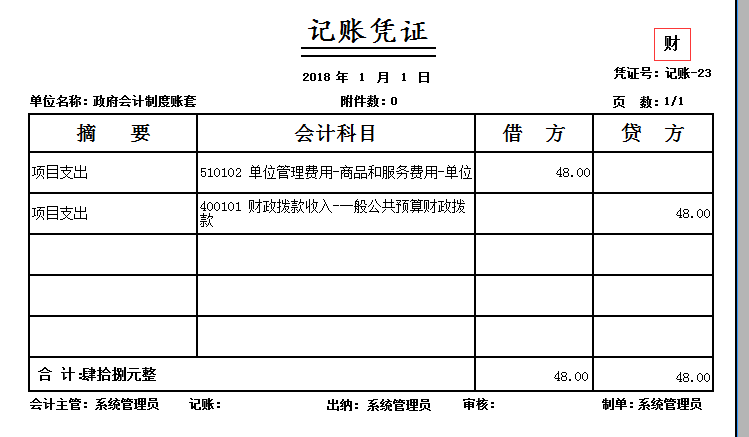 记账凭证
财
2018 年 1 月 1 日
凭证号: 记账-23
单位名称: 政府会计制度账套
附件数: 0
页 数: 1/1
摘 要 会计科目 借 方 贷 方
项目支出 510102 单位管理费用-商品和服务费用-单位 48.00
项目支出 400101 财政拨款收入-一般公共预算财政拨
款 48.00
合 计:肆拾捌元整 48.00 48.00
会计主管: 系统管理员 记账: 出纳: 系统管理员 审核: 制单: 系统管理员